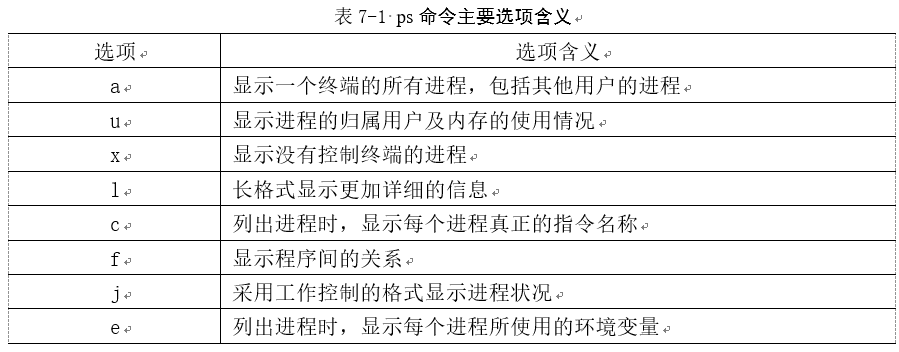 表 7-1 ps 命令主要选项含义
选项 选项含义
a 显示一个终端的所有进程，包括其他用户的进程
u 显示进程的归属用户及内存的使用情况
x 显示没有控制终端的进程
l 长格式显示更加详细的信息
c 列出进程时，显示每个进程真正的指令名称
f 显示程序间的关系
j 采用工作控制的格式显示进程状况
e 列出进程时，显示每个进程所使用的环境变量